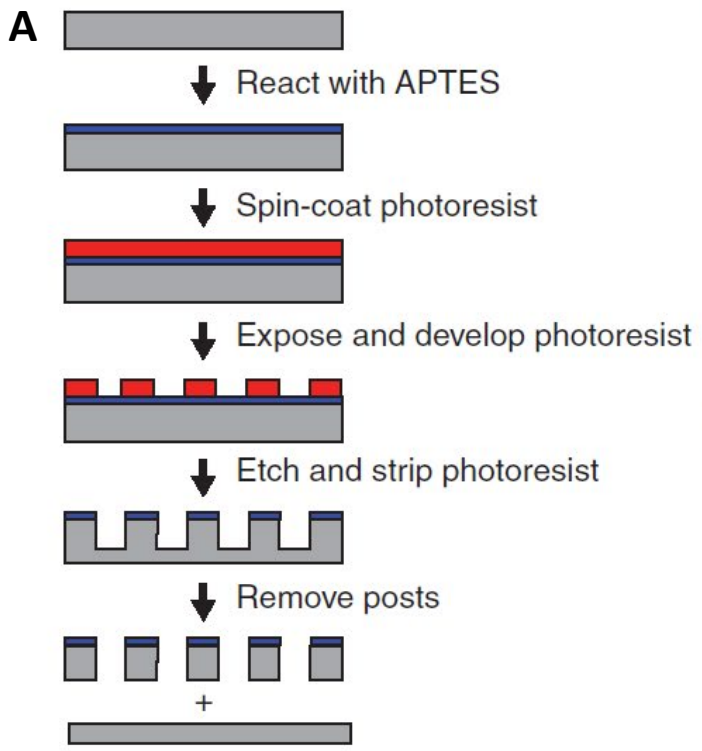 A
React with APTES
Spin-coat photoresist
Expose and develop photoresist
Etch and strip photoresist
Remove posts
+